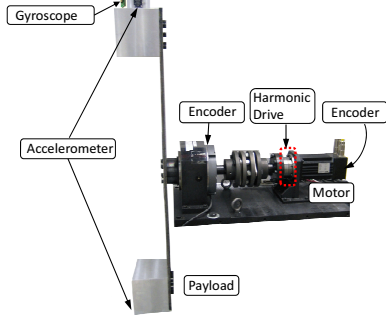 Gyroscope
Encoder
Harmonic
Drive
Encoder
Accelerometer
Motor
Payload